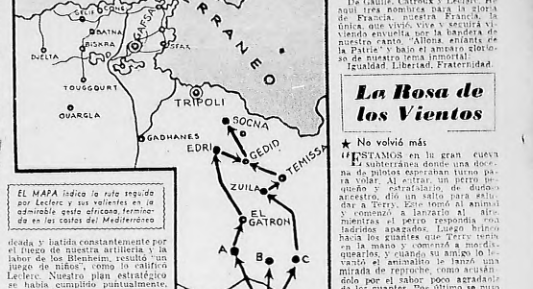 GAFSA
SFAX
BATNA
BISKRA
DJELTA
TOUGGOURT
OUARGLA
GADHANES
RRANEO
TRIPOLI
SOCNA
EDRI
GEDID
TEMISSA
ZUILA
EL GATRON
A
B
C
EL MAPA indica la ruta seguida
por Leclerc y sus valientes en la
admirable gesta africana, termina-
da en las costas del Mediterráneo
deada y batida constantemente por
el fuego de nuestra artillería y la
labor de los Blenheim, resultó "un
juego de niños", como lo calificó
Leclerc. Nuestro plan estratégico
se había cumplido puntualmente,
De Gaulle, Catroux y Leclerc. He
aquí tres nombres para la gloria
de Francia, nuestra Francia, la
única, que vivió, vive y seguirá vi-
viendo envuelta por la bandera de
nuestro canto, "Allons, enfants de
la Patrie" y bajo el amparo glorio-
so de nuestro lema inmortal:
Igualdad, Libertad, Fraternidad.
La Rosa de
los Vientos
★ No volvió más
"ESTAMOS en la gran cueva
subterránea donde una doce-
na de pilotos esperaban turno pa-
ra volar. Al entrar, un perro pe-
queño y estrafalario, de dudoso
ancestro, dió un salto para salu-
dar a Terry. Este tomó al animal
y comenzó a lanzarlo al aire
mientras el perro respondía con
ladridos apagados. Luego brincó
hacia los guantes que Terry tenía
en la mano y comenzó a mordis-
quearlos, y cuando su amigo lo le-
vantó el animalito le lanzó una
mirada de reproche, como acusán-
dolo por el sabor poco agradable
de los guantes. Por último se puso